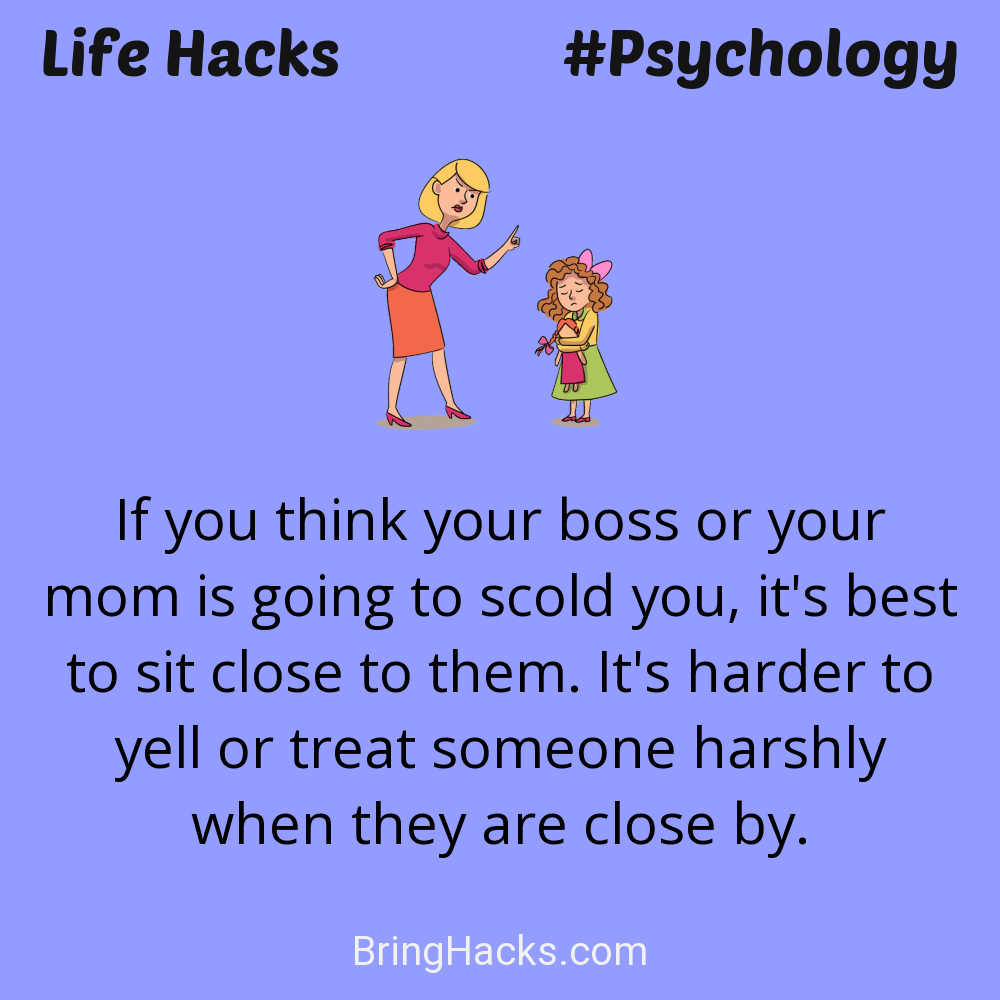 Life Hacks #Psychology
If you think your boss or your
mom is going to scold you, it's best
to sit close to them. It's harder to
yell or treat someone harshly
when they are close by.
BringHacks.com